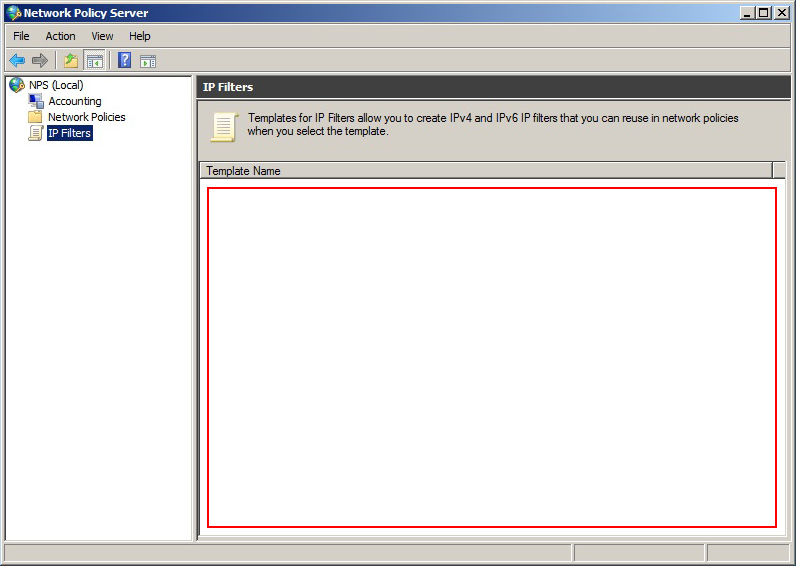 Network Policy Server
File Action View Help
NPS (Local)
Accounting
Network Policies
IP Filters
IP Filters
Templates for IP Filters allow you to create IPv4 and IPv6 IP filters that you can reuse in network policies
when you select the template.
Template Name